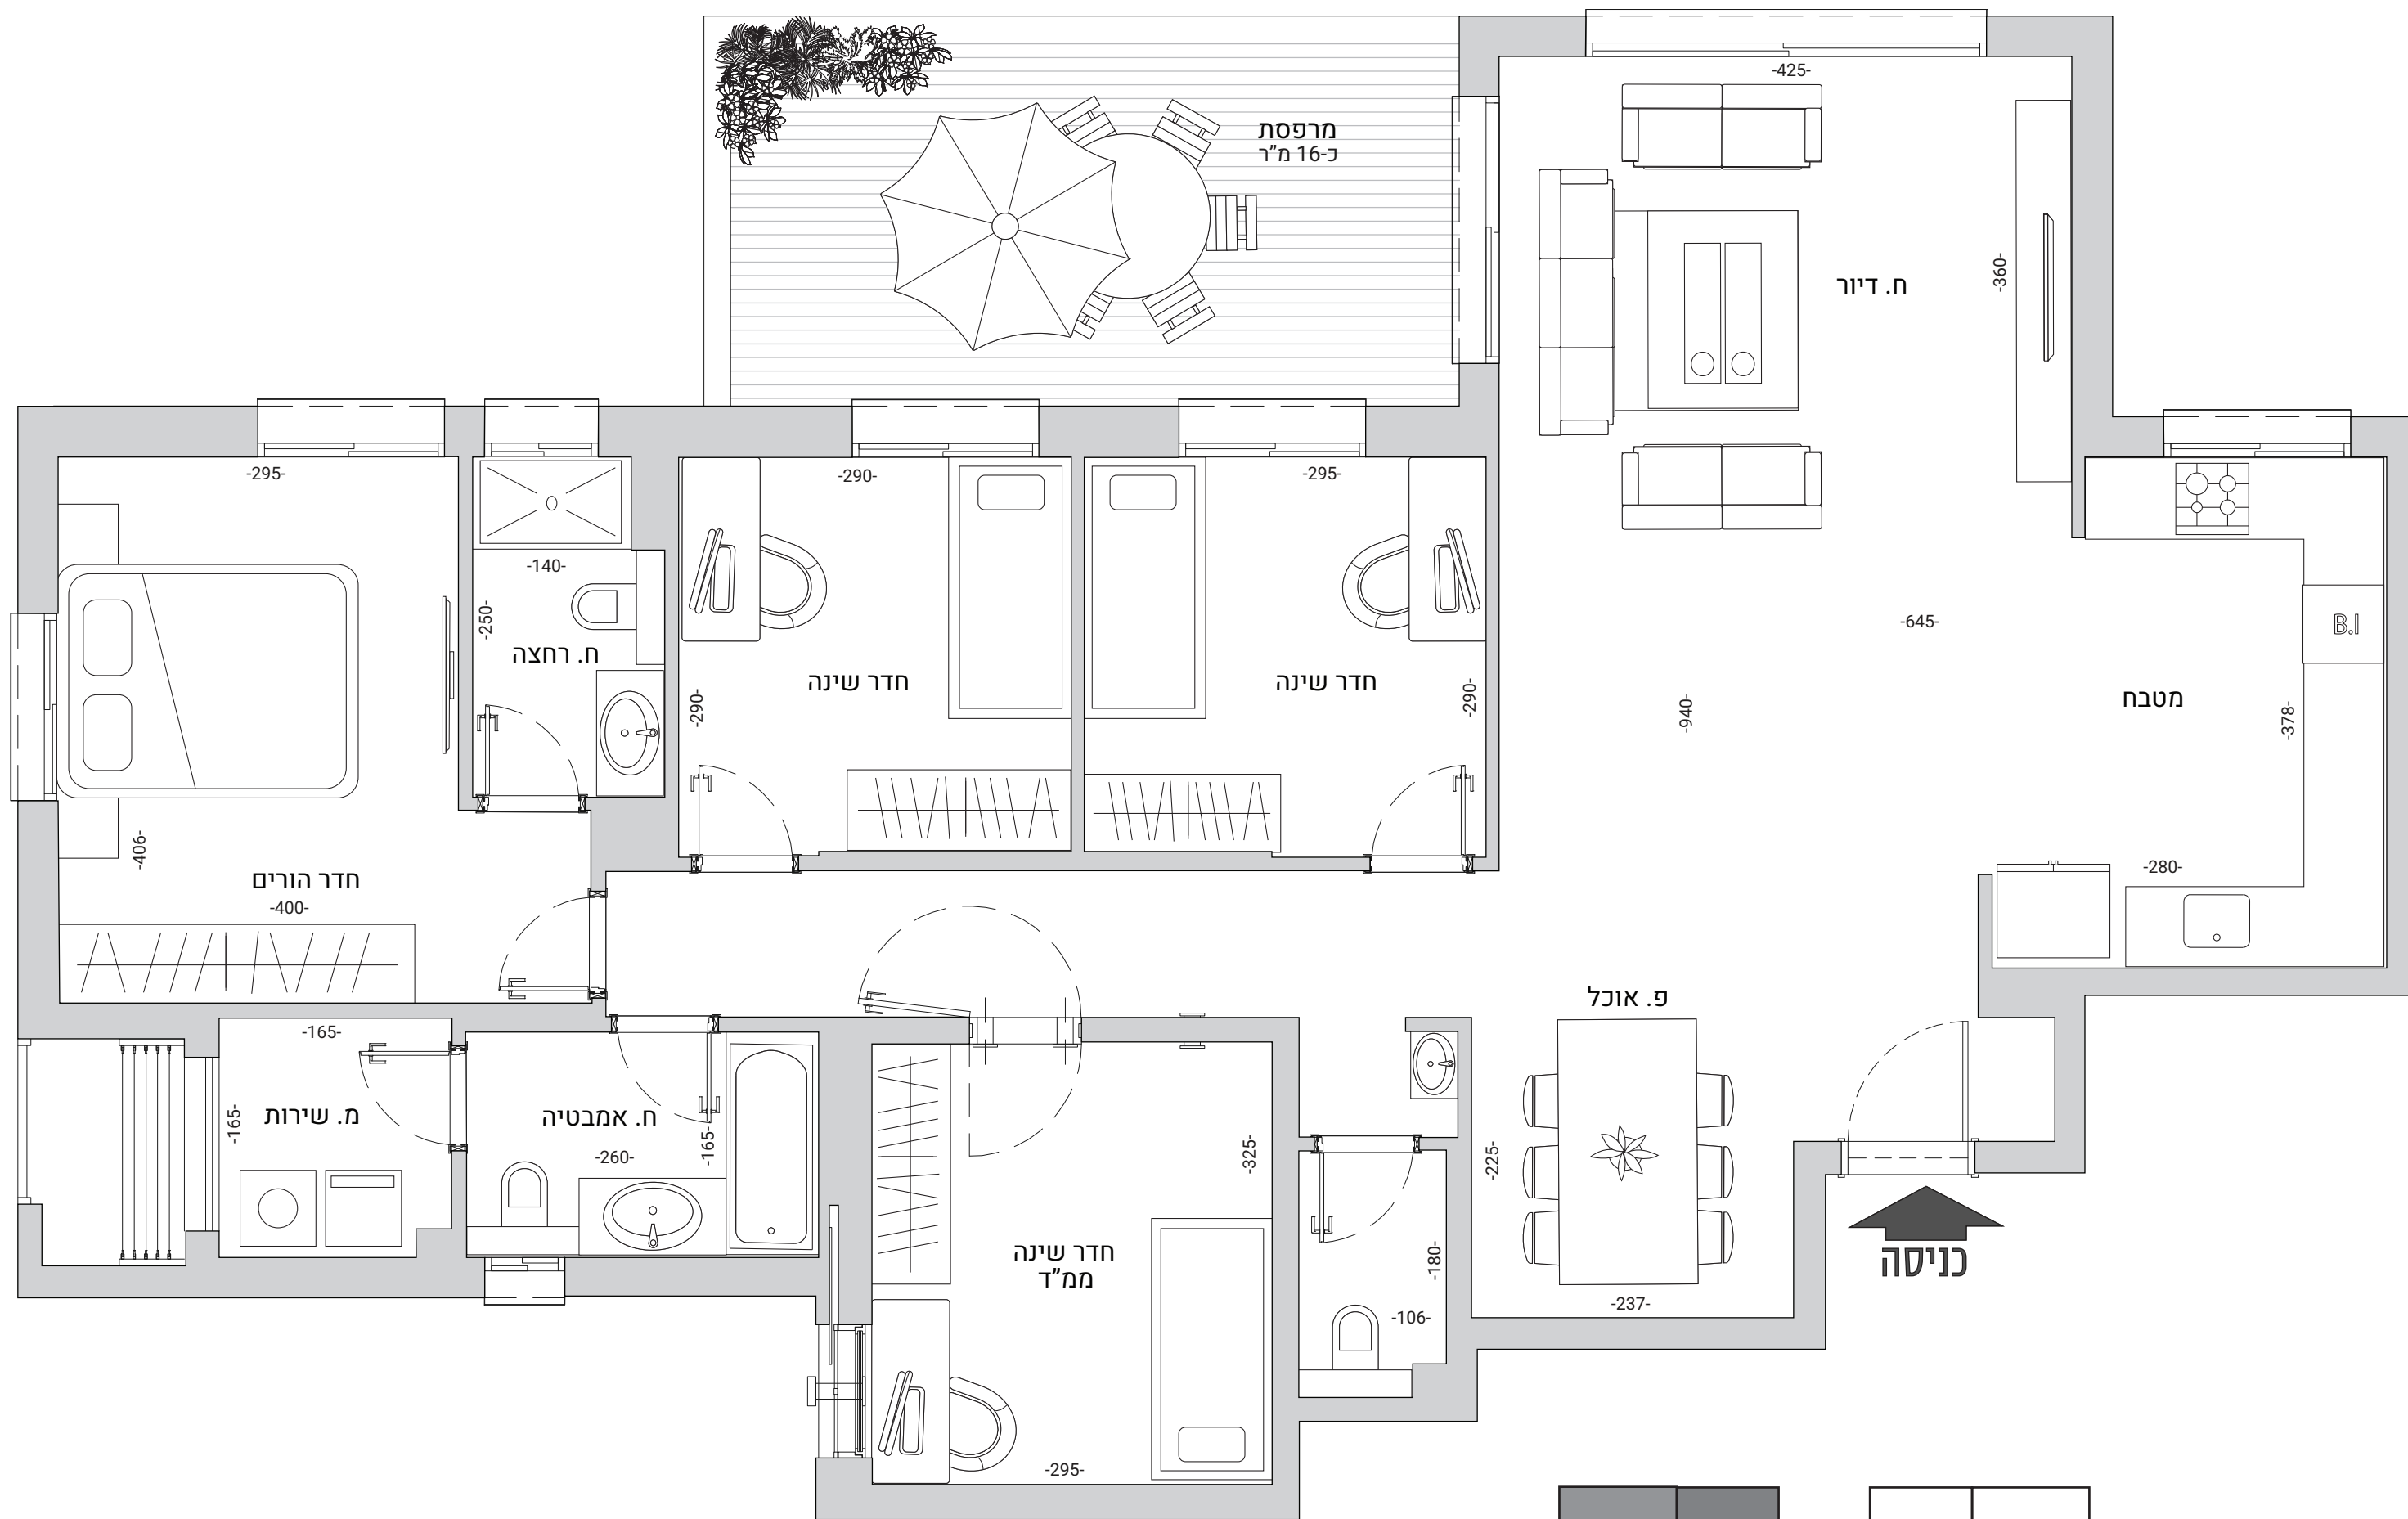 -425-
מרפסת
כ-16 מ"ר
-360-
ח. דיור
-295-
-290-
-295-
-140-
-250-
ח. רחצה
-645-
B.I
חדר שינה
חדר שינה
-290-
-290-
-940-
מטבח
-378-
-406-
חדר הורים
-400-
-280-
פ. אוכל
-165-
מ. שירות
-165-
ח. אמבטיה
-260-
-165-
-325-
-225-
חדר שינה
ממ"ד
-180-
-106-
-237-
כניסה
-295-